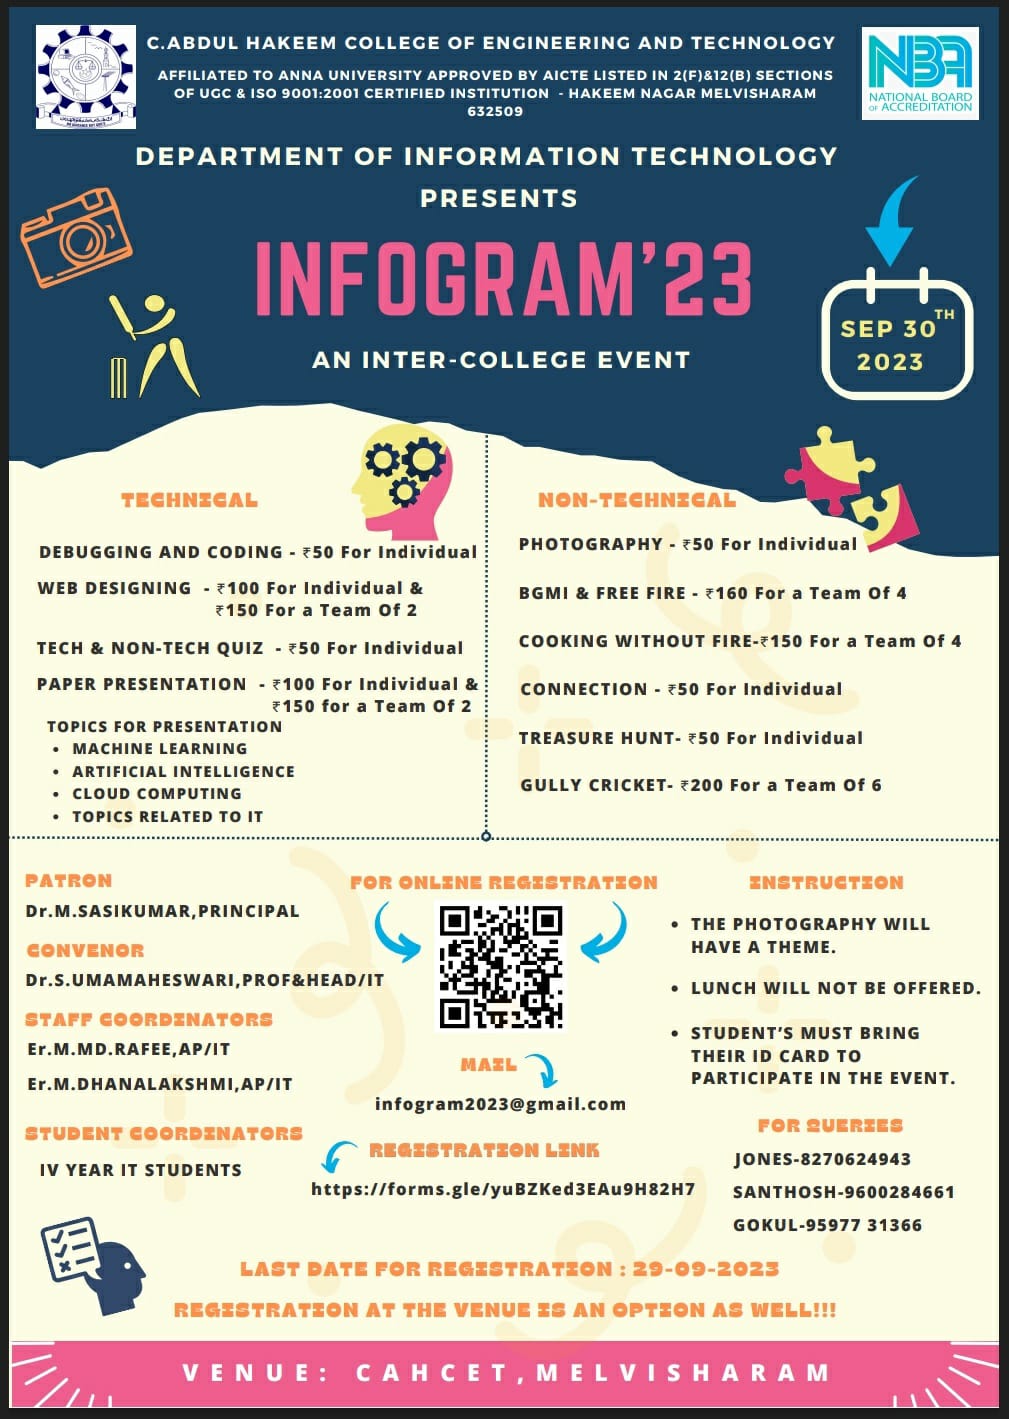 C.ABDUL HAKEEM COLLEGE OF ENGINEERING AND TECHNOLOGY
AFFILIATED TO ANNA UNIVERSITY APPROVED BY AICTE LISTED IN 2(F)&12(B) SECTIONS
OF UGC & ISO 9001:2001 CERTIFIED INSTITUTION - HAKEEM NAGAR MELVISHARAM
632509
NBA
NATIONAL BOARD
OF ACCREDITATION
DEPARTMENT OF INFORMATION TECHNOLOGY
PRESENTS
INFOGRAM'23
AN INTER-COLLEGE EVENT
SEP 30TH
2023
TECHNICAL
DEBUGGING AND CODING - ₹50 For Individual
WEB DESIGNING - ₹100 For Individual &
₹150 For a Team Of 2
TECH & NON-TECH QUIZ - ₹50 For Individual
PAPER PRESENTATION - ₹100 For Individual &
₹150 for a Team Of 2
TOPICS FOR PRESENTATION
• MACHINE LEARNING
• ARTIFICIAL INTELLIGENCE
• CLOUD COMPUTING
• TOPICS RELATED TO IT
NON-TECHNICAL
PHOTOGRAPHY - ₹50 For Individual
BGMI & FREE FIRE - ₹160 For a Team Of 4
COOKING WITHOUT FIRE-₹150 For a Team Of 4
CONNECTION - ₹50 For Individual
TREASURE HUNT- ₹50 For Individual
GULLY CRICKET- ₹200 For a Team Of 6
PATRON
Dr.M.SASIKUMAR,PRINCIPAL
CONVENOR
Dr.S.UMAMAHESWARI,PROF&HEAD/IT
STAFF COORDINATORS
Er.M.MD.RAFEE,AP/IT
Er.M.DHANALAKSHMI,AP/IT
STUDENT COORDINATORS
IV YEAR IT STUDENTS
FOR ONLINE REGISTRATION
MAIL
infogram2023@gmail.com
REGISTRATION LINK
https://forms.gle/yuBZKed3EAu9H82H7
INSTRUCTION
• THE PHOTOGRAPHY WILL
HAVE A THEME.
• LUNCH WILL NOT BE OFFERED.
• STUDENT'S MUST BRING
THEIR ID CARD TO
PARTICIPATE IN THE EVENT.
FOR QUERIES
JONES-8270624943
SANTHOSH-9600284661
GOKUL-95977 31366
LAST DATE FOR REGISTRATION : 29-09-2023
REGISTRATION AT THE VENUE IS AN OPTION AS WELL!!!
VENUE: CAHCET,MELVISHARAM